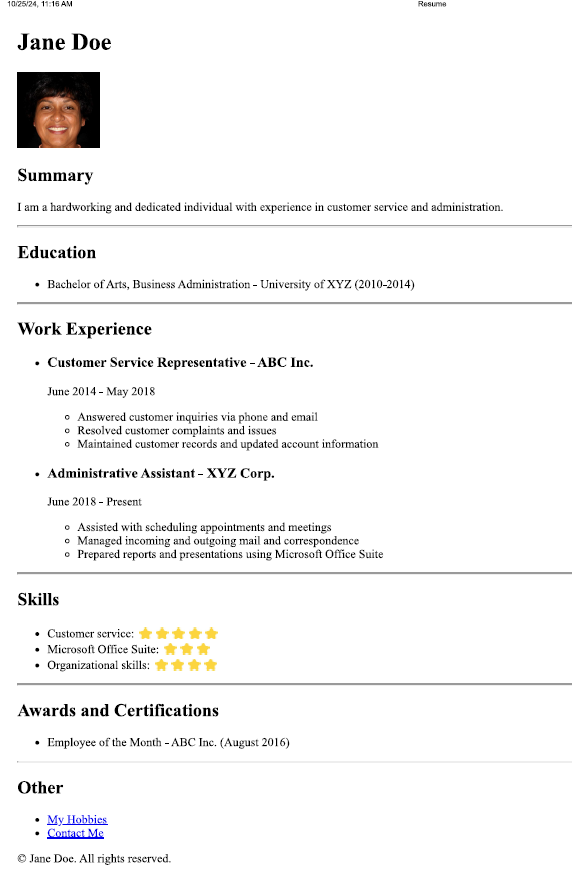 10/25/24, 11:16 AM Resume
Jane Doe
Summary
I am a hardworking and dedicated individual with experience in customer service and administration.
Education
• Bachelor of Arts, Business Administration - University of XYZ (2010-2014)
Work Experience
• Customer Service Representative - ABC Inc.
June 2014 - May 2018
◦ Answered customer inquiries via phone and email
◦ Resolved customer complaints and issues
◦ Maintained customer records and updated account information
• Administrative Assistant - XYZ Corp.
June 2018 - Present
◦ Assisted with scheduling appointments and meetings
◦ Managed incoming and outgoing mail and correspondence
◦ Prepared reports and presentations using Microsoft Office Suite
Skills
• Customer service: ⭐⭐⭐⭐⭐
• Microsoft Office Suite: ⭐⭐⭐
• Organizational skills: ⭐⭐⭐⭐
Awards and Certifications
• Employee of the Month - ABC Inc. (August 2016)
Other
• My Hobbies
• Contact Me
© Jane Doe. All rights reserved.